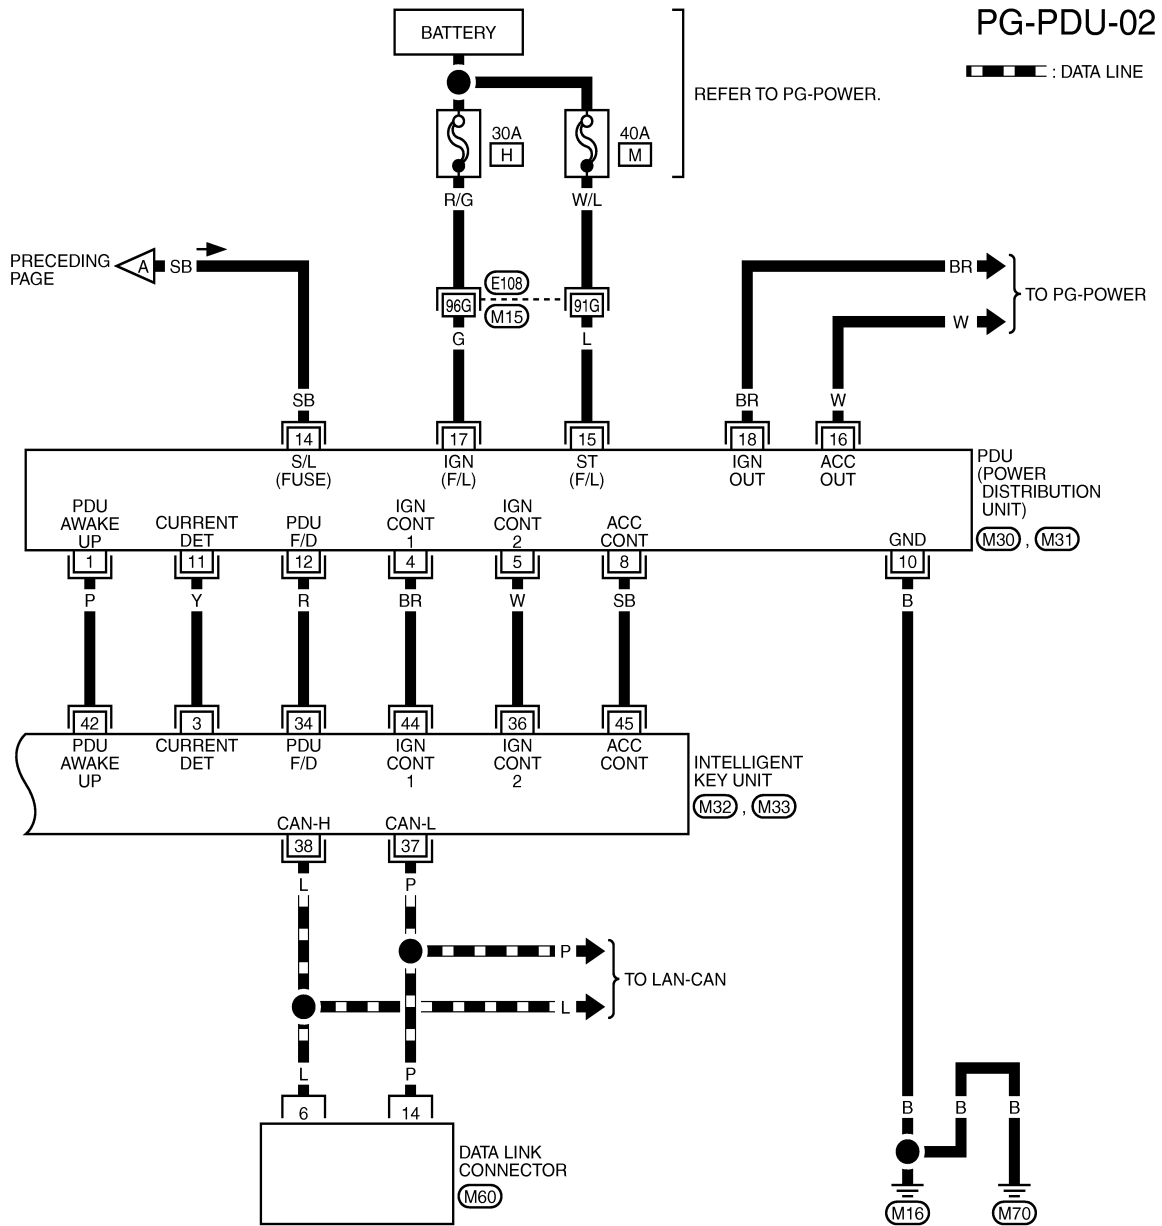 PG-PDU-02
BATTERY
: DATA LINE
REFER TO PG-POWER.
30A
H
40A
M
R/G
W/L
PRECEDING
PAGE
A
SB
E108
96G
91G
M15
BR
W
TO PG-POWER
G
L
SB
BR
W
14
17
15
18
16
S/L
(FUSE)
IGN
(F/L)
ST
(F/L)
IGN
OUT
ACC
OUT
PDU
(POWER
DISTRIBUTION
UNIT)
M30 , M31
PDU
AWAKE
UP
CURRENT
DET
PDU
F/D
IGN
CONT
1
IGN
CONT
2
ACC
CONT
GND
1
11
12
4
5
8
10
P
Y
R
BR
W
SB
B
42
3
34
44
36
45
PDU
AWAKE
UP
CURRENT
DET
PDU
F/D
IGN
CONT
1
IGN
CONT
2
ACC
CONT
INTELLIGENT
KEY UNIT
M32 , M33
CAN-H
CAN-L
38
37
L
P
P
L
TO LAN-CAN
L
P
6
14
DATA LINK
CONNECTOR
M60
B
B
B
M16
M70